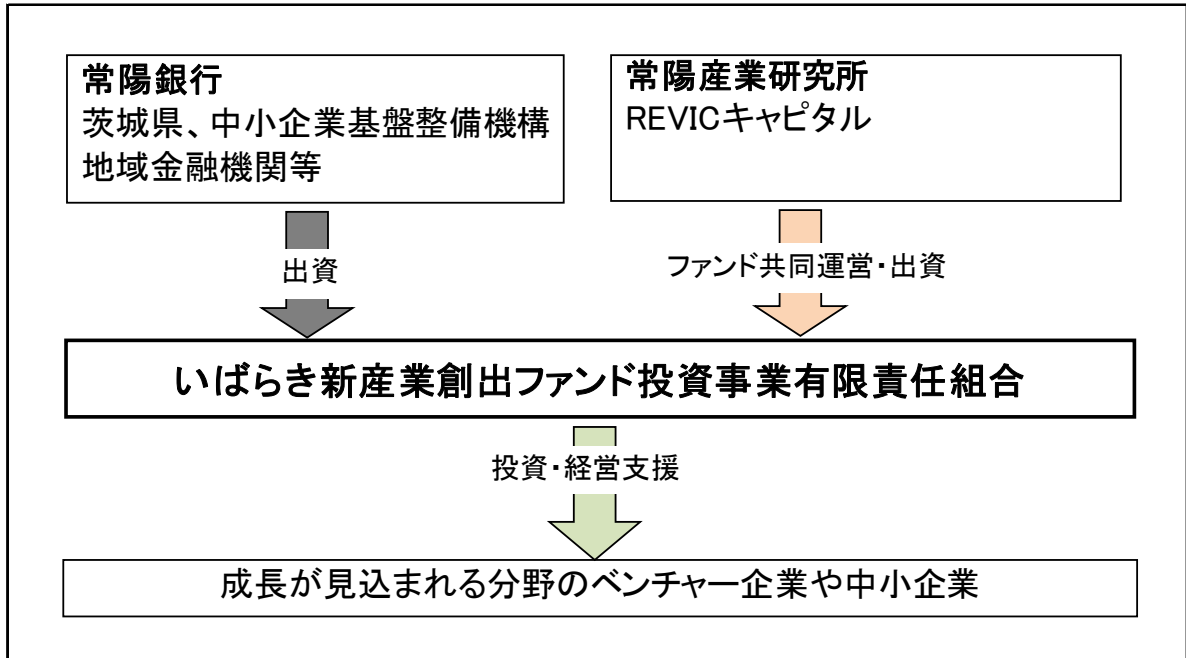 常陽銀行
茨城県、中小企業基盤整備機構
地域金融機関等
常陽産業研究所
REVICキャピタル
出資
ファンド共同運営・出資
いばらき新産業創出ファンド投資事業有限責任組合
投資・経営支援
成長が見込まれる分野のベンチャー企業や中小企業